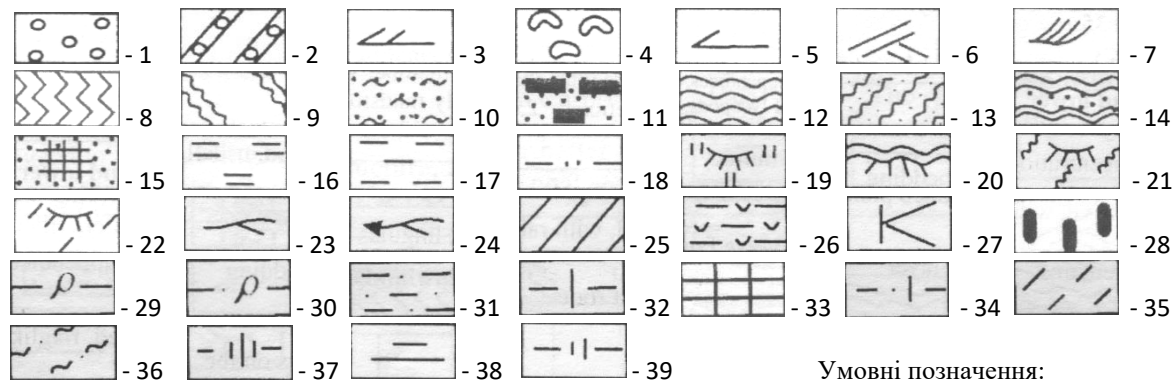 - 1 - 2 - 3 - 4 - 5 - 6 - 7
- 8 - 9 - 10 - 11 - 12 - 13 - 14
- 15 - 16 - 17 - 18 - 19 - 20 - 21
- 22 - 23 - 24 - 25 - 26 - 27 - 28
- 29 - 30 - 31 - 32 - 33 - 34 - 35
- 36 - 37 - 38 - 39 Умовні позначення: